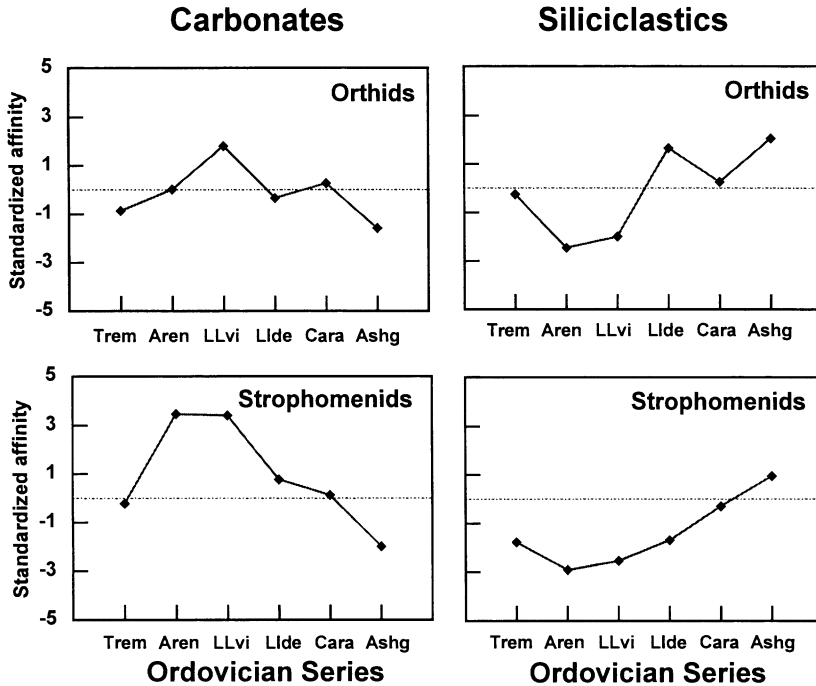 Carbonates
Siliciclastics
Orthids
Standardized affinity
5
3
1
-1
-3
-5
Trem Aren LLvi Llde Cara Ashg
Orthids
Trem Aren LLvi Llde Cara Ashg
Strophomenids
Standardized affinity
5
3
1
-1
-3
-5
Trem Aren LLvi Llde Cara Ashg
Ordovician Series
Strophomenids
Trem Aren LLvi Llde Cara Ashg
Ordovician Series